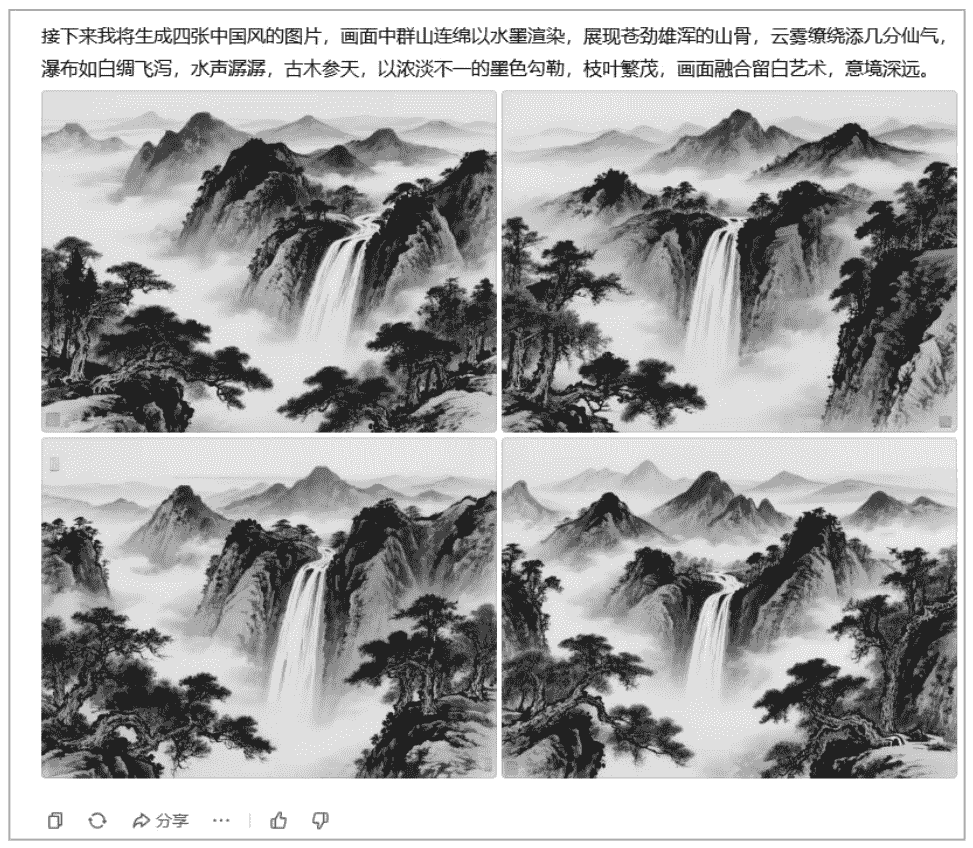 接下来我将生成四张中国风的图片，画面中群山连绵以水墨渲染，展现苍劲雄浑的山骨，云雾缭绕添几分仙气，
瀑布如白绸飞泻，水声潺潺，古木参天，以浓淡不一的墨色勾勒，枝叶繁茂，画面融合留白艺术，意境深远。
分享